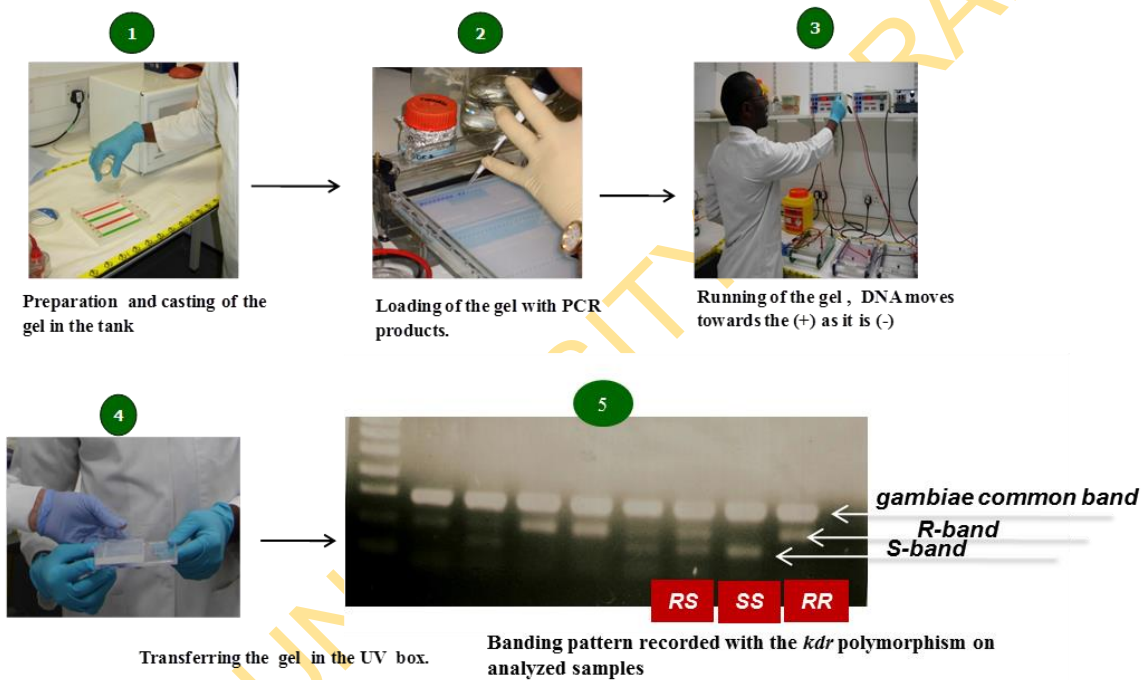 1
2
3
Preparation and casting of the
gel in the tank
Loading of the gel with PCR
products.
Running of the gel , DNA moves
towards the (+) as it is (-)
4
5
gambiae common band
R-band
S-band
RS SS RR
Transferring the gel in the UV box.
Banding pattern recorded with the kdr polymorphism on
analyzed samples